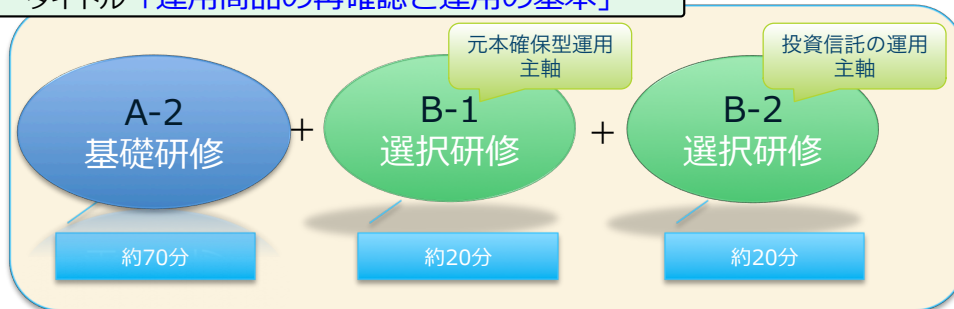 タイトル「運用商品の再確認と運用の基本」
元本確保型運用
主軸
投資信託の運用
主軸
A-2
基礎研修
+
B-1
選択研修
+
B-2
選択研修
約70分
約20分
約20分